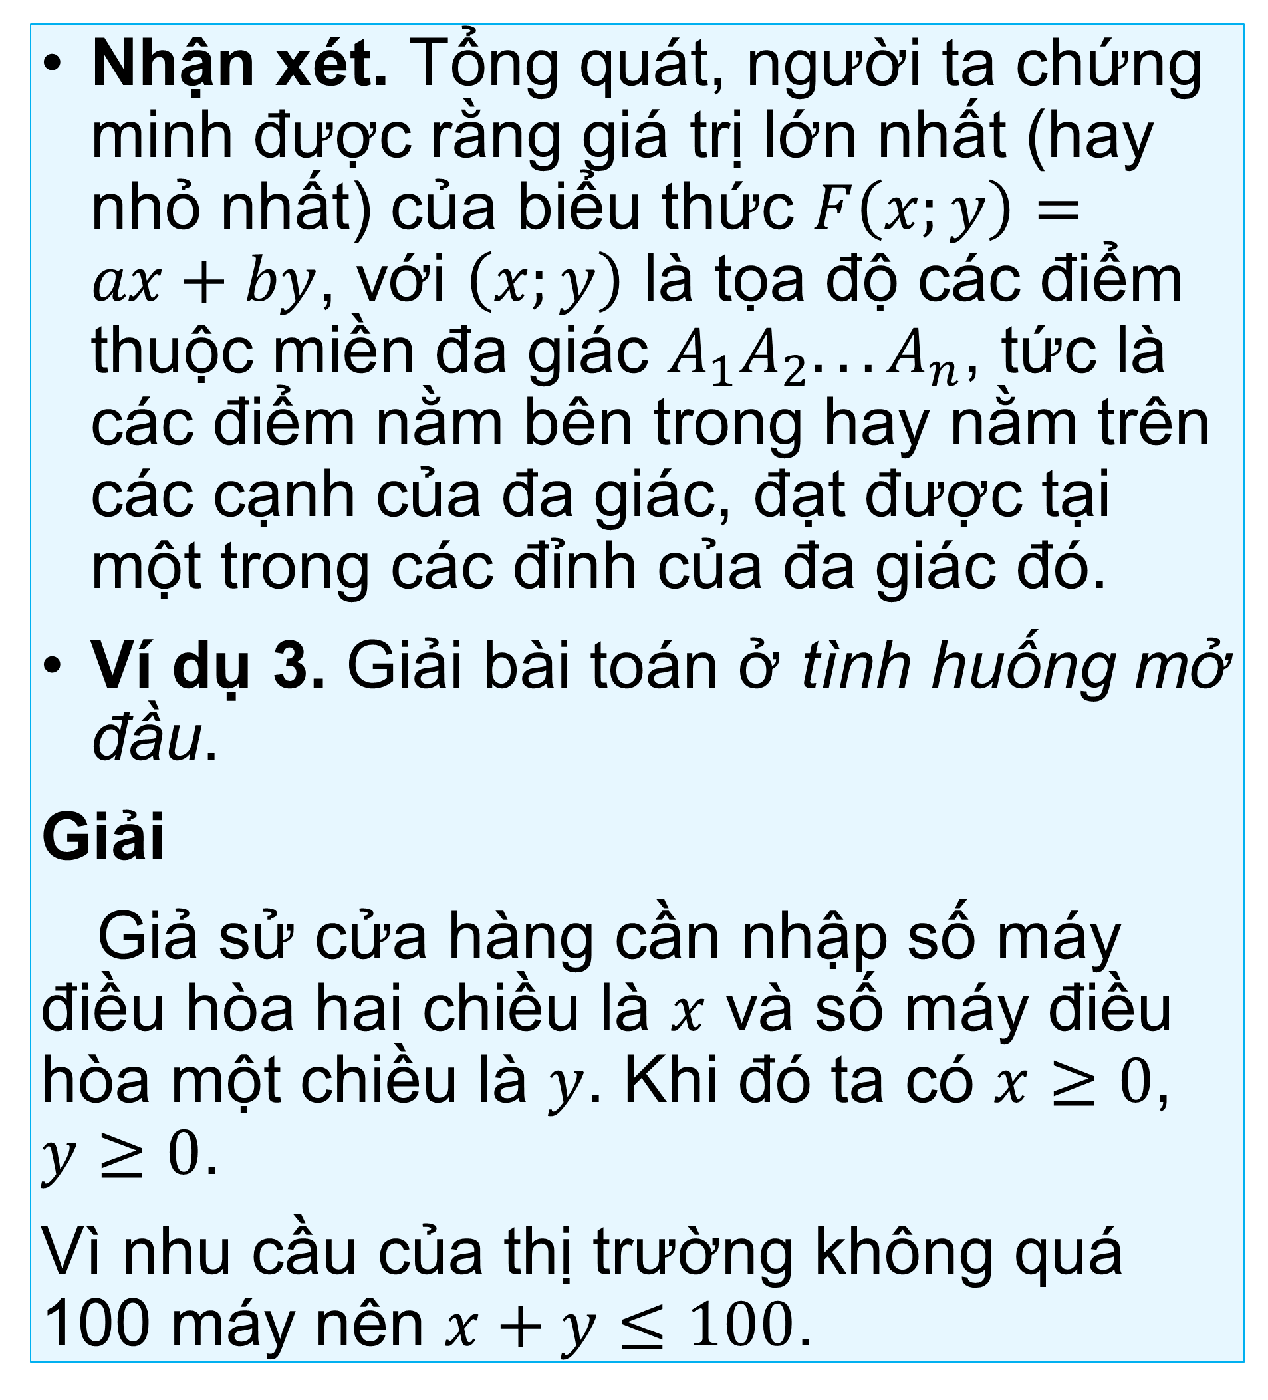 • Nhận xét. Tổng quát, người ta chứng
minh được rằng giá trị lớn nhất (hay
nhỏ nhất) của biểu thức F(x; y) =
ax + by, với (x; y) là tọa độ các điểm
thuộc miền đa giác A₁A₂...Aₙ, tức là
các điểm nằm bên trong hay nằm trên
các cạnh của đa giác, đạt được tại
một trong các đỉnh của đa giác đó.
• Ví dụ 3. Giải bài toán ở tình huống mở
đầu.
Giải
Giả sử cửa hàng cần nhập số máy
điều hòa hai chiều là x và số máy điều
hòa một chiều là y. Khi đó ta có x ≥ 0,
y ≥ 0.
Vì nhu cầu của thị trường không quá
100 máy nên x + y ≤ 100.